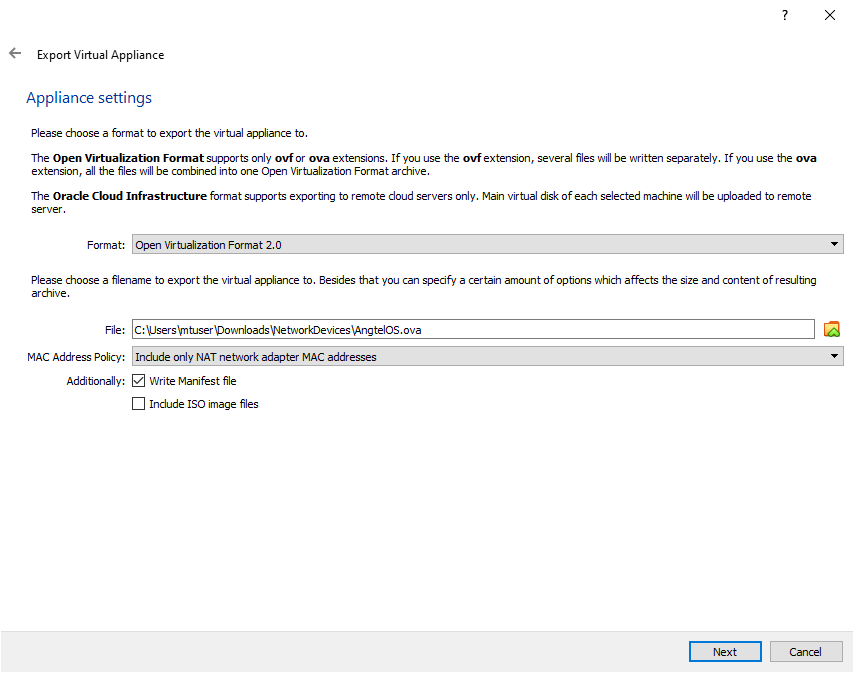 ?
Export Virtual Appliance
Appliance settings
Please choose a format to export the virtual appliance to.
The Open Virtualization Format supports only ovf or ova extensions. If you use the ovf extension, several files will be written separately. If you use the ova
extension, all the files will be combined into one Open Virtualization Format archive.
The Oracle Cloud Infrastructure format supports exporting to remote cloud servers only. Main virtual disk of each selected machine will be uploaded to remote
server.
Format: Open Virtualization Format 2.0
Please choose a filename to export the virtual appliance to. Besides that you can specify a certain amount of options which affects the size and content of resulting
archive.
File: C:\Users\mtuser\Downloads\NetworkDevices\AngtelOS.ova
MAC Address Policy: Include only NAT network adapter MAC addresses
Additionally: Write Manifest file
Include ISO image files
Next Cancel